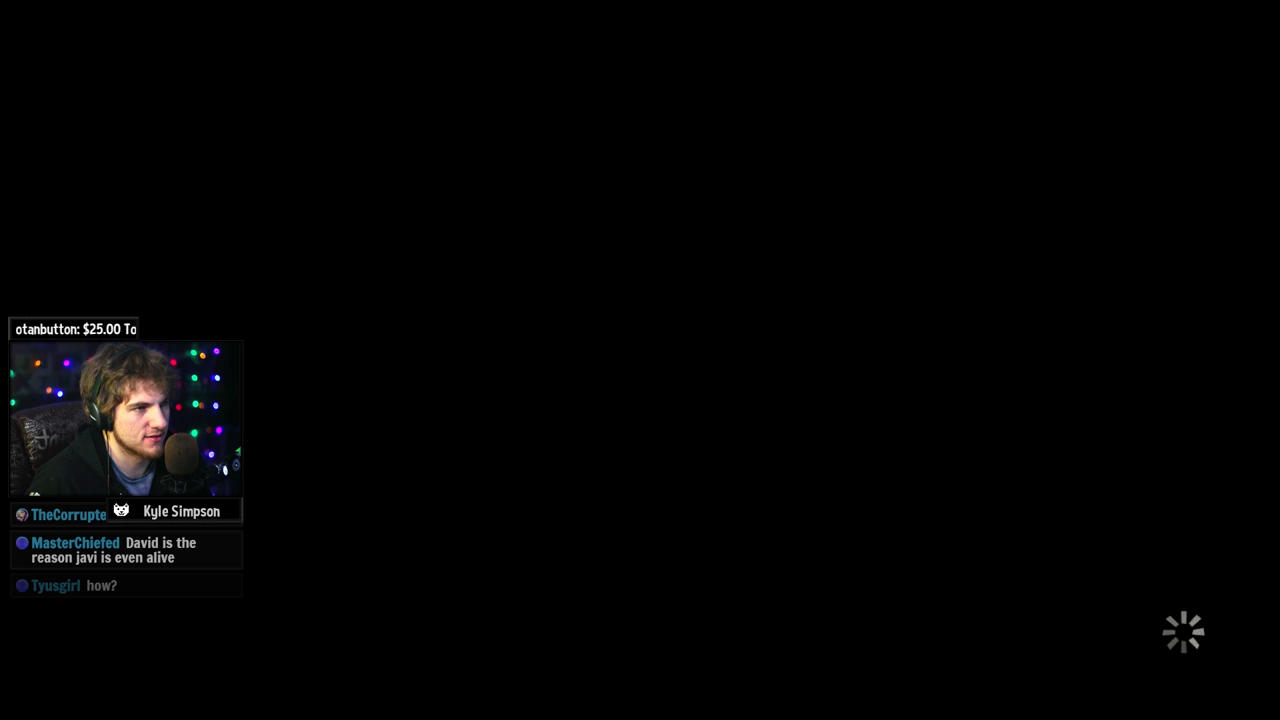 otanbutton: $25.00 To
TheCorrupte
Kyle Simpson
MasterChiefed David is the
reason javi is even alive
Tyusgirl how?